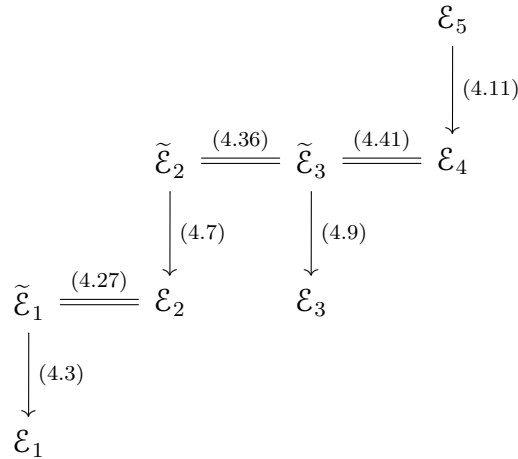 ℰ₅
(4.11)
(4.36) (4.41)
ℰ̃₂ ℰ̃₃ ℰ₄
(4.7) (4.9)
(4.27)
ℰ̃₁ ℰ₂ ℰ₃
(4.3)
ℰ₁